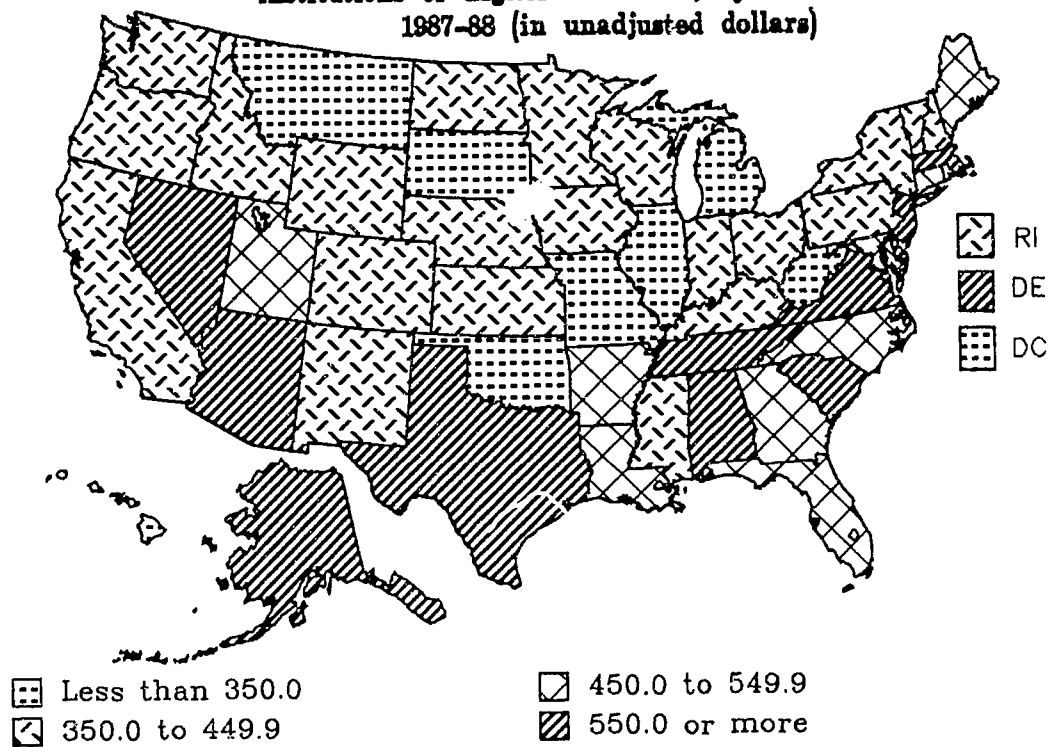 1987-88 (in unadjusted dollars)
RI
DE
DC
Less than 350.0
350.0 to 449.9
450.0 to 549.9
550.0 or more